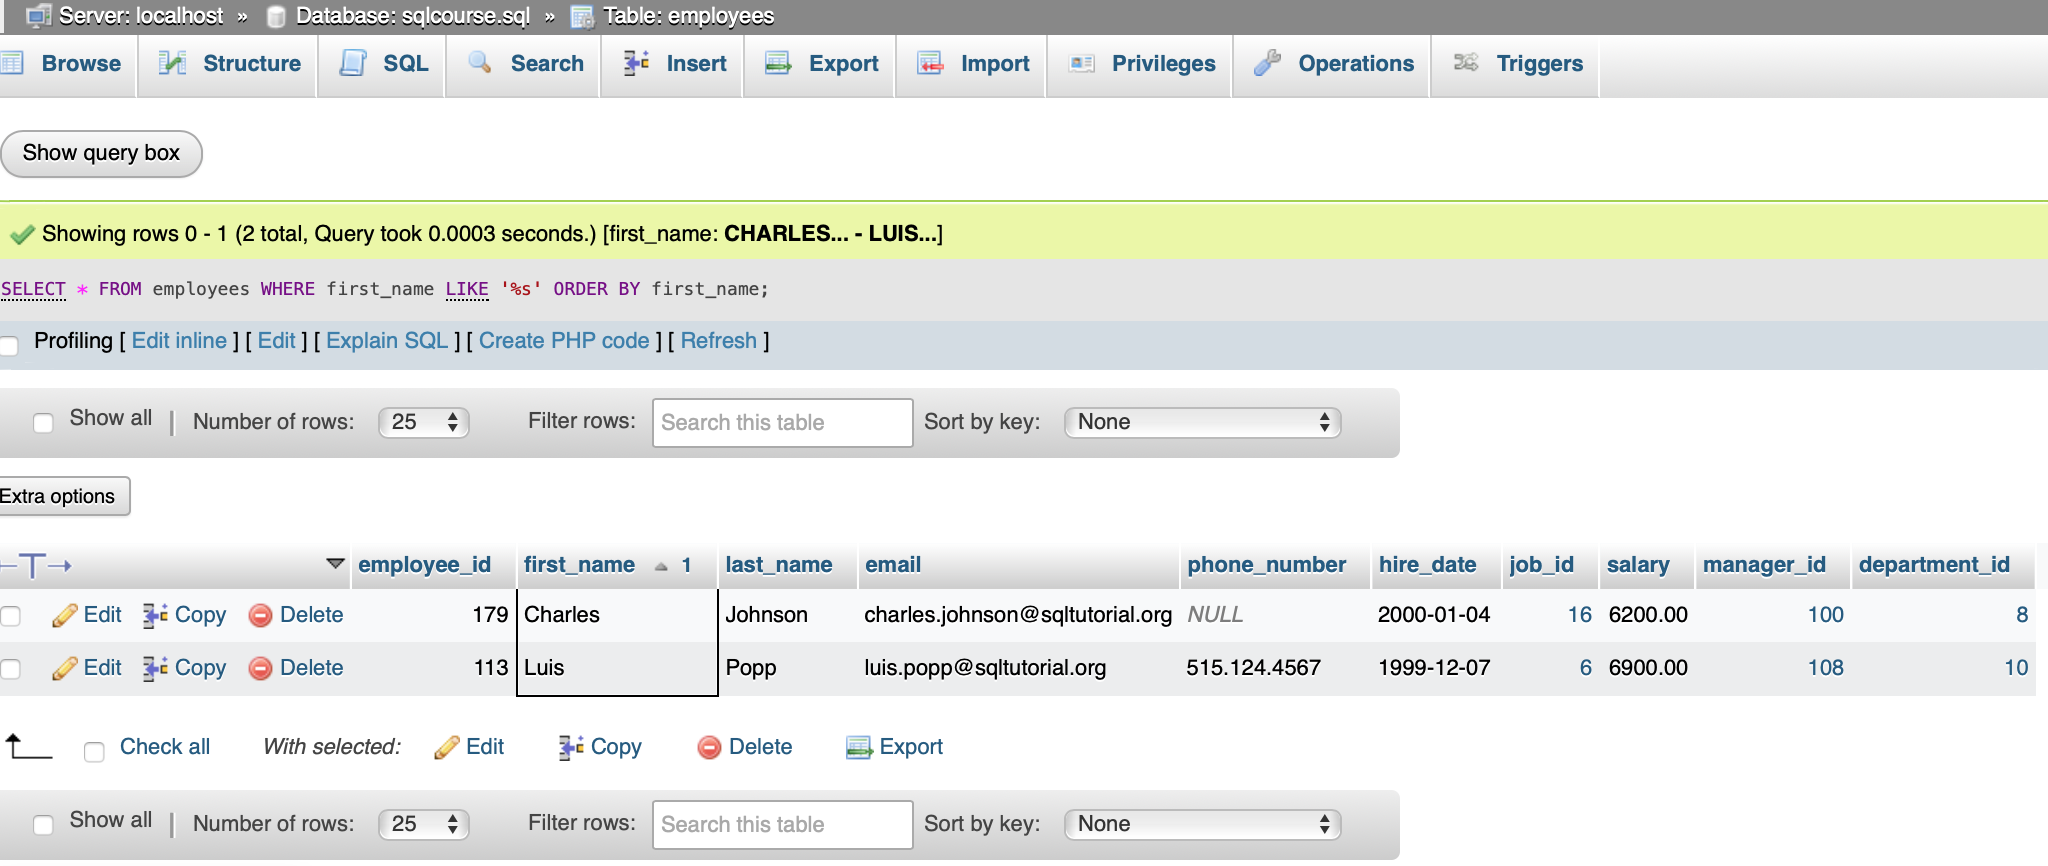 Server: localhost » Database: sqlcourse.sql » Table: employees
Browse Structure SQL Search Insert Export Import Privileges Operations Triggers
Show query box
Showing rows 0 - 1 (2 total, Query took 0.0003 seconds.) [first_name: CHARLES... - LUIS...]
SELECT * FROM employees WHERE first_name LIKE '%s' ORDER BY first_name;
Profiling [ Edit inline ] [ Edit ] [ Explain SQL ] [ Create PHP code ] [ Refresh ]
Show all | Number of rows: 25 Filter rows: Search this table Sort by key: None
Extra options
←T→ employee_id first_name 1 last_name email phone_number hire_date job_id salary manager_id department_id
Edit Copy Delete 179 Charles Johnson charles.johnson@sqltutorial.org NULL 2000-01-04 16 6200.00 100 8
Edit Copy Delete 113 Luis Popp luis.popp@sqltutorial.org 515.124.4567 1999-12-07 6 6900.00 108 10
Check all With selected: Edit Copy Delete Export
Show all | Number of rows: 25 Filter rows: Search this table Sort by key: None